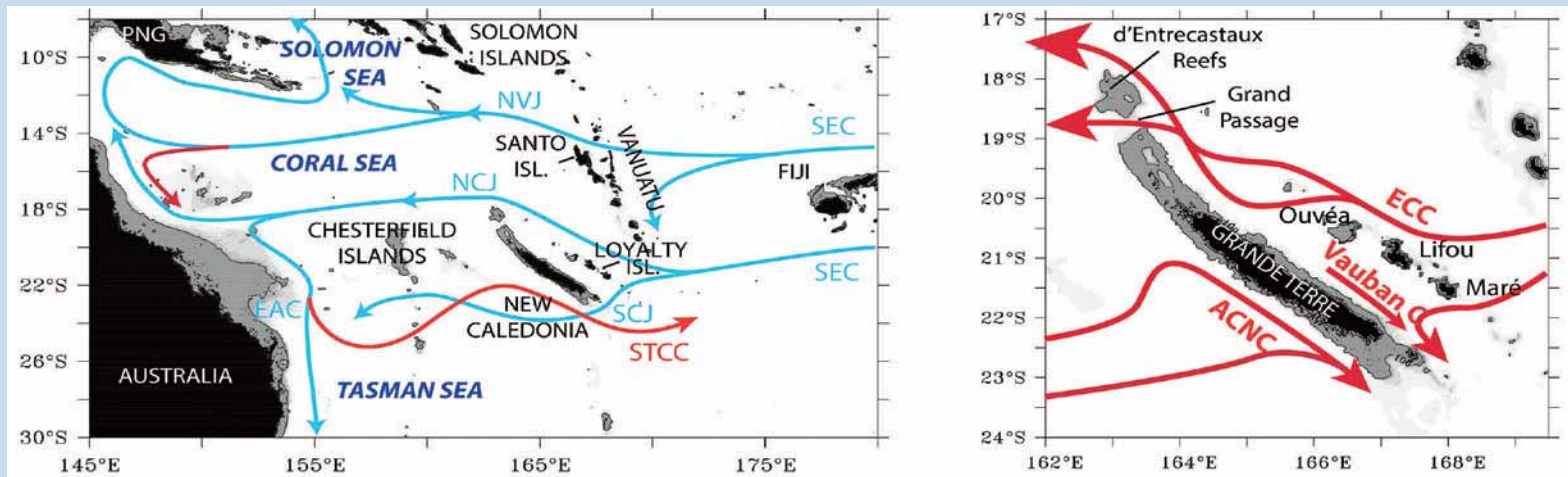 PNG
SOLOMON
SEA
SOLOMON
ISLANDS
10°S
NVJ
SEC
14°S
CORAL SEA
SANTO
ISL.
VANUATU
FIJI
NCJ
18°S
CHESTERFIELD
ISLANDS
LOYALTY
ISL.
SEC
22°S
EAC
NEW
CALEDONIA
SCJ
STCC
26°S
AUSTRALIA
TASMAN SEA
30°S
145°E
155°E
165°E
175°E
17°S
d'Entrecastaux
Reefs
18°S
Grand
Passage
19°S
20°S
Ouvéa
ECC
Lifou
21°S
GRANDE TERRE
Vauban C.
Maré
22°S
ACNC
100
23°S
24°S
162°E
164°E
166°E
168°E